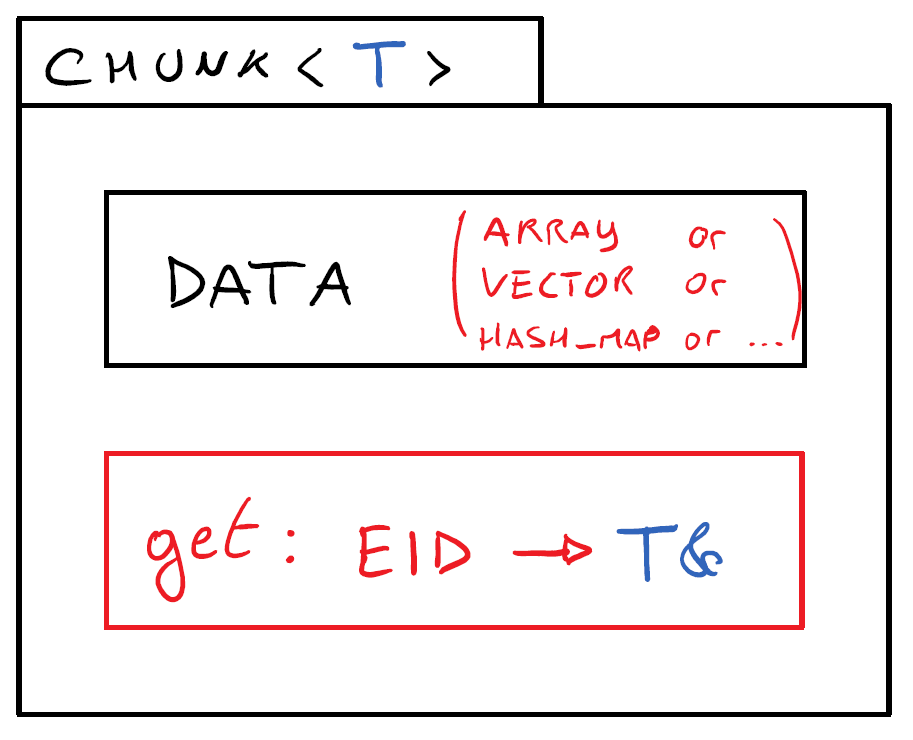 CHUNK < T >
DATA ( ARRAY or
VECTOR or
HASH_MAP or ... )
get : EID → T&